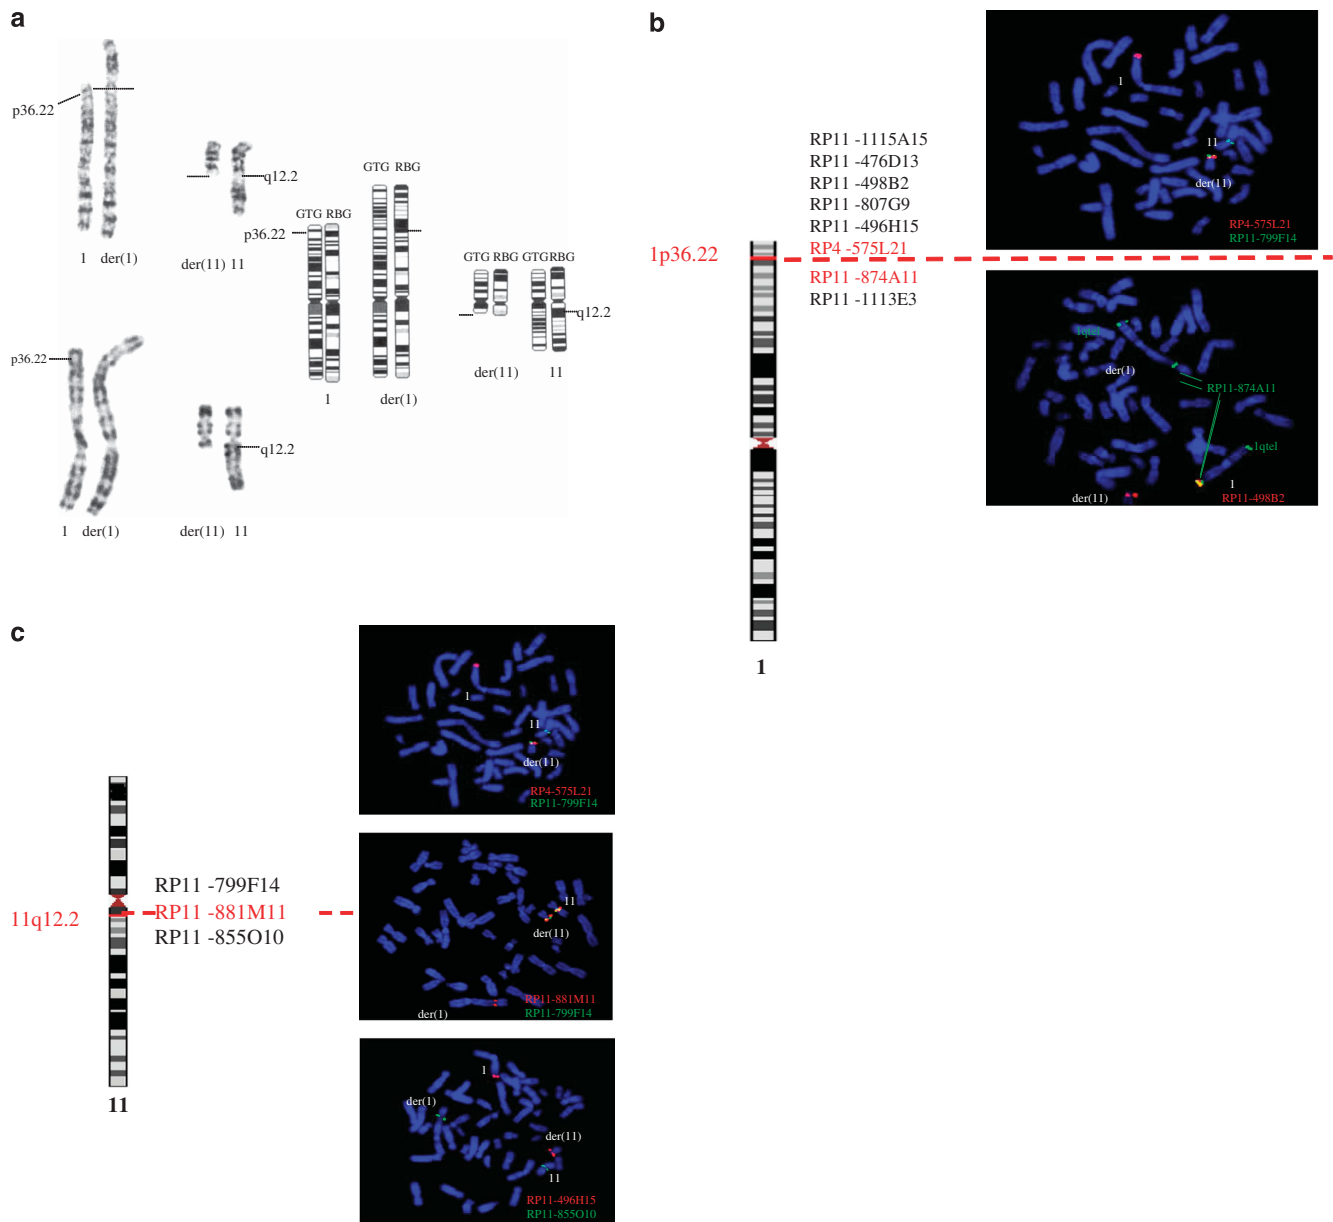 a
p36.22
q12.2
1 der(1)
der(11) 11
GTG RBG
GTG RBG
p36.22
GTG RBG
GTG RBG
q12.2
1
der(1)
der(11)
11
p36.22
q12.2
1 der(1)
der(11) 11
b
RP11 -1115A15
RP11 -476D13
RP11 -498B2
RP11 -807G9
RP11 -496H15
RP4 -575L21
1p36.22
RP11 -874A11
RP11 -1113E3
1
1
11
der(11)
RP4-575L21
RP11-799F14
1qtel
der(1)
RP11-874A11
1qtel
der(11)
1
RP11-498B2
c
11q12.2
RP11 -799F14
RP11 -881M11
RP11 -855O10
11
1
11
der(11)
RP4-575L21
RP11-799F14
11
der(11)
der(1)
RP11-881M11
RP11-799F14
1
der(1)
der(11)
11
RP11-496H15
RP11-855O10